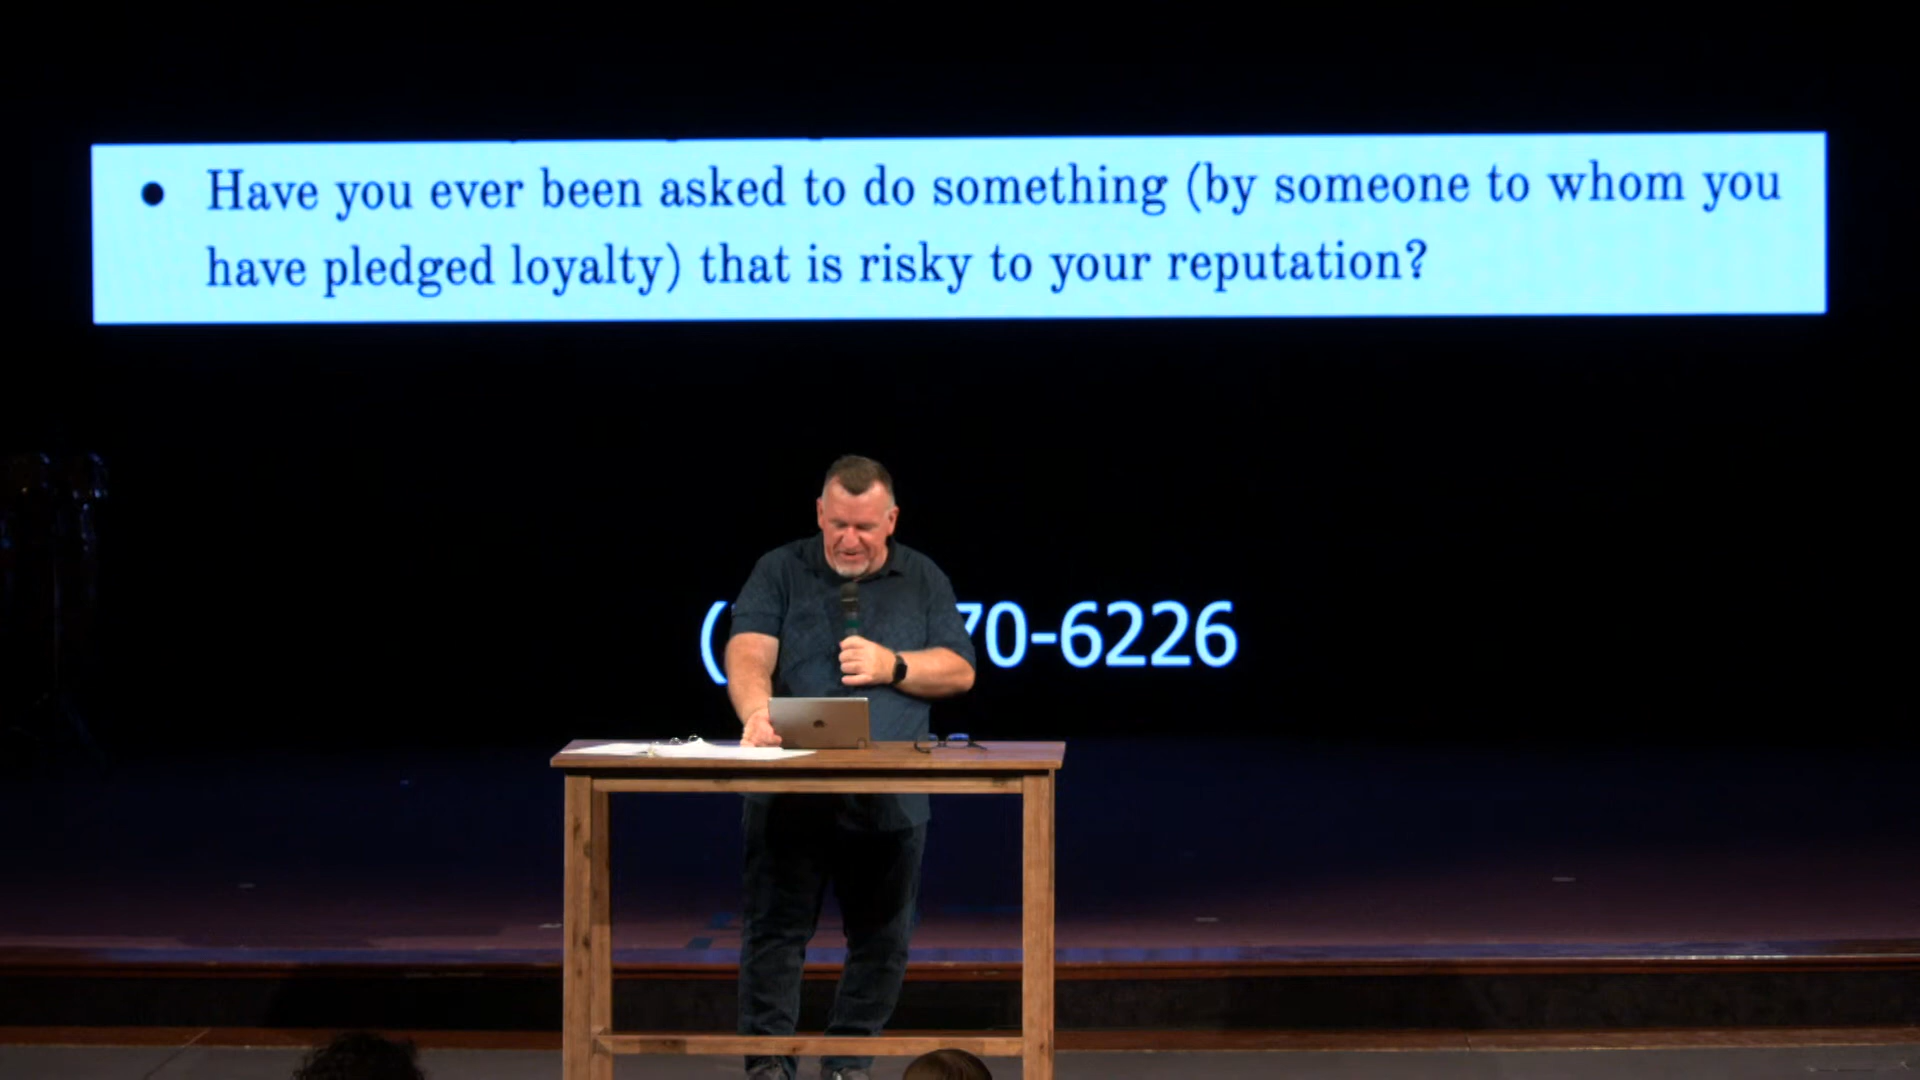 • Have you ever been asked to do something (by someone to whom you
have pledged loyalty) that is risky to your reputation?
( 70-6226